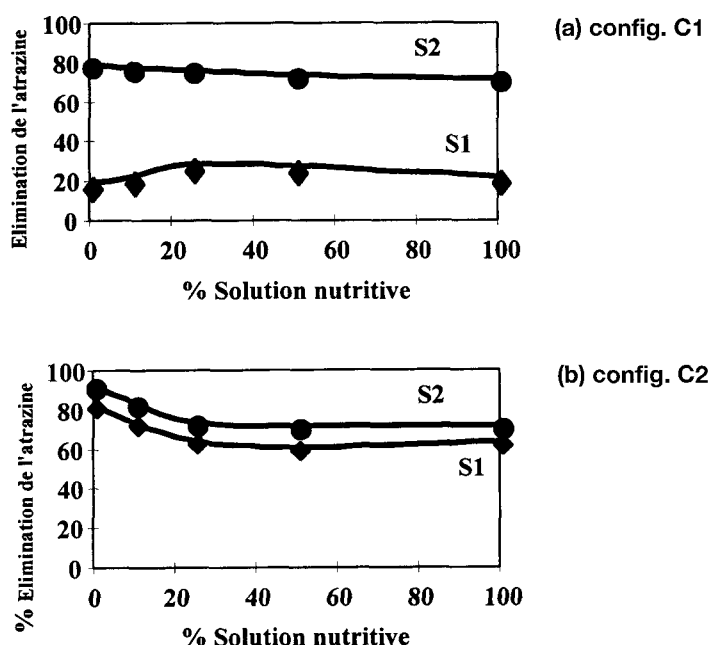 (a) config. C1
Elimination de l'atrazine
100
80
60
40
20
0
S2
S1
0 20 40 60 80 100
% Solution nutritive
(b) config. C2
% Elimination de l'atrazine
100
80
60
40
20
0
S2
S1
0 20 40 60 80 100
% Solution nutritive